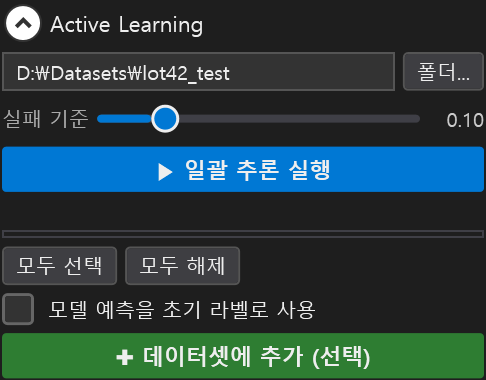 Active Learning
D:₩Datasets₩lot42_test 폴더...
실패 기준 0.10
▶ 일괄 추론 실행
모두 선택 모두 해제
모델 예측을 초기 라벨로 사용
✚ 데이터셋에 추가 (선택)